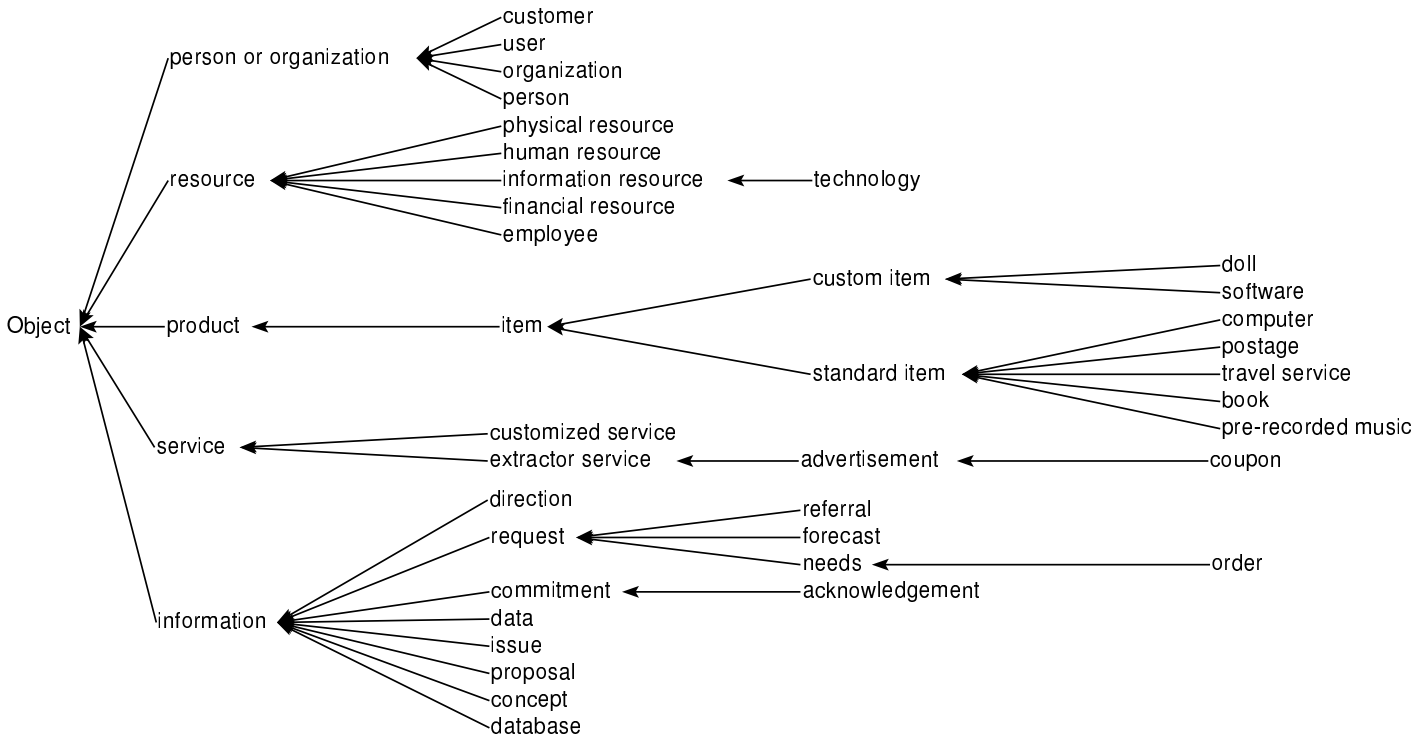 customer
person or organization
user
organization
person
physical resource
human resource
resource
information resource
technology
financial resource
employee
doll
custom item
software
computer
Object
product
item
postage
standard item
travel service
book
pre-recorded music
customized service
service
extractor service
advertisement
coupon
direction
referral
request
forecast
needs
order
commitment
acknowledgement
information
data
issue
proposal
concept
database